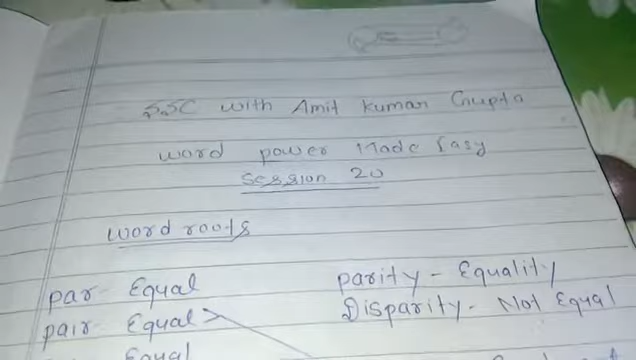 SSC with Amit Kumar Gupta
word power Made Easy
Session 20
word roots
par Equal
parity - Equality
pair Equal
Disparity - Not Equal
Equal